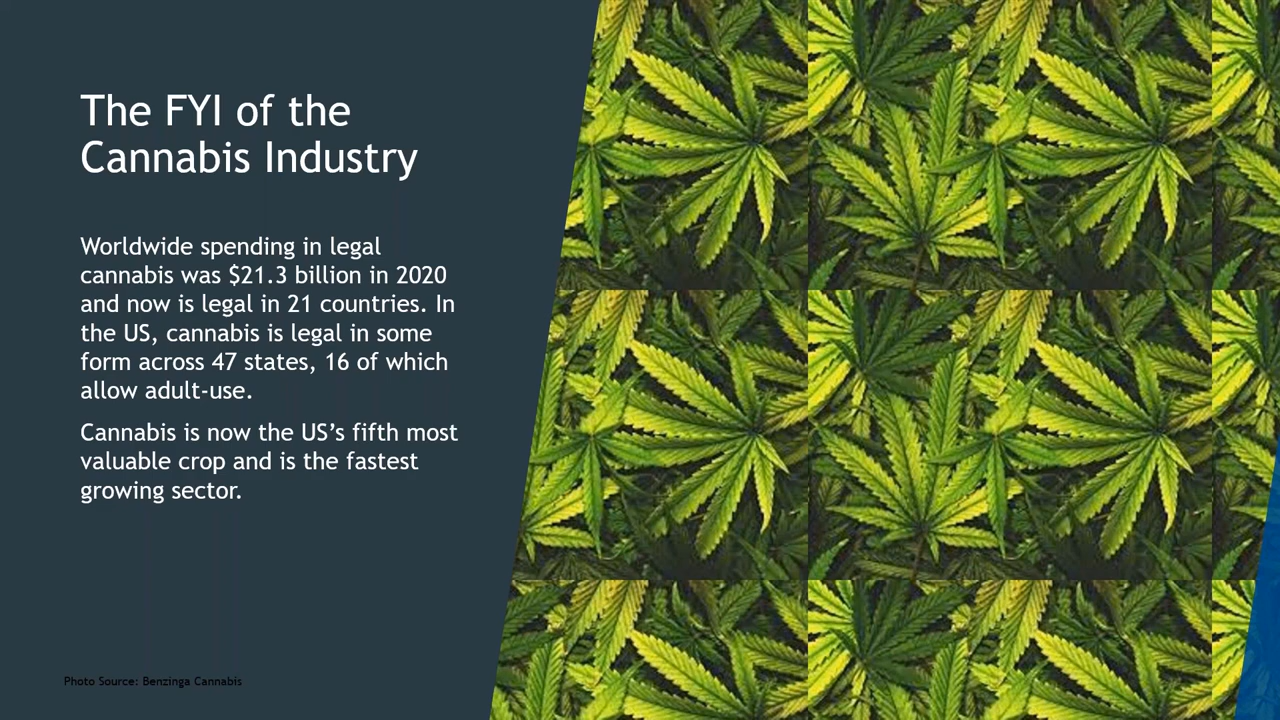 The FYI of the
Cannabis Industry
Worldwide spending in legal
cannabis was $21.3 billion in 2020
and now is legal in 21 countries. In
the US, cannabis is legal in some
form across 47 states, 16 of which
allow adult-use.
Cannabis is now the US’s fifth most
valuable crop and is the fastest
growing sector.
Photo Source: Benzinga Cannabis